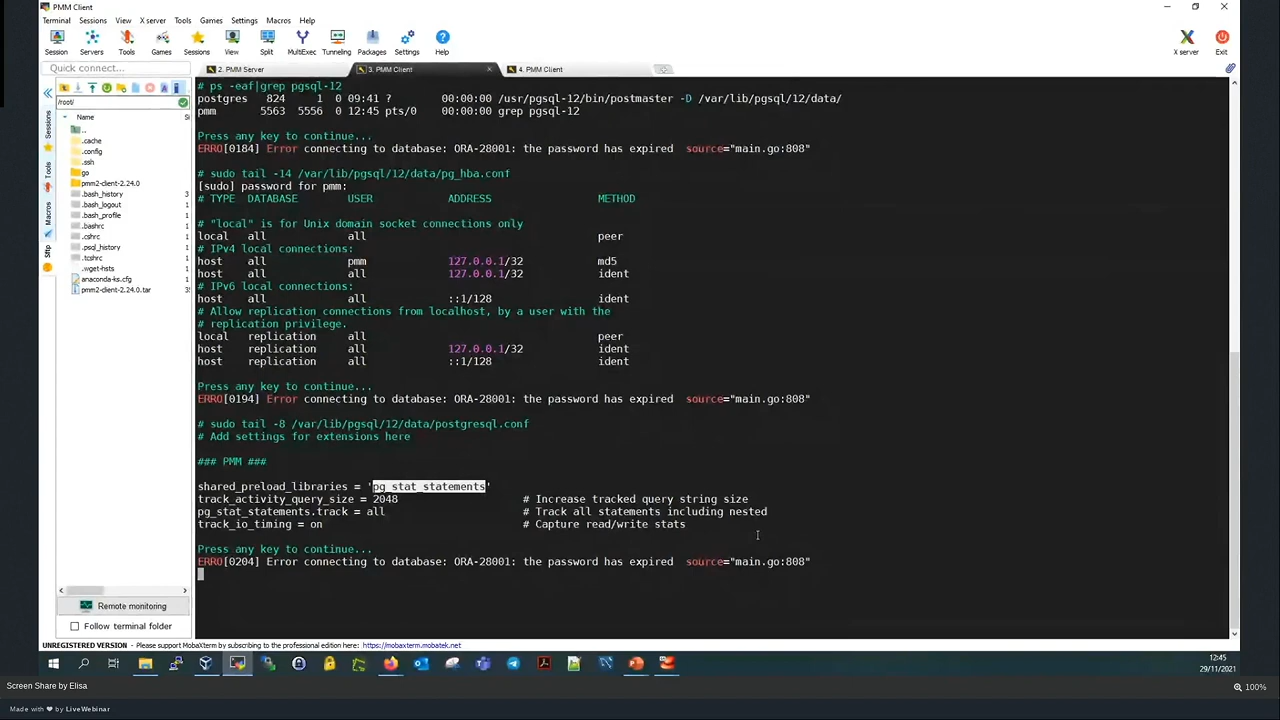 PMM Client
Terminal Sessions View X server Tools Games Settings Macros Help
Session Servers Tools Games Sessions View Split MultiExec Tunneling Packages Settings Help X server Exit
Quick connect...
2. PMM Server
3. PMM Client
4. PMM Client
/root/
Name
..
.cache
.config
.ssh
go
pmm2-client-2.24.0
.bash_history
.bash_logout
.bash_profile
.bashrc
.cshrc
.psql_history
.tcshrc
.wget-hsts
anaconda-ks.cfg
pmm2-client-2.24.0.tar
Sessions
Tools
Macros
Sftp
# ps -eaf|grep pgsql-12
postgres 824 1 0 09:41 ? 00:00:00 /usr/pgsql-12/bin/postmaster -D /var/lib/pgsql/12/data/
pmm 5563 5556 0 12:45 pts/0 00:00:00 grep pgsql-12
Press any key to continue...
ERRO[0184] Error connecting to database: ORA-28001: the password has expired source="main.go:808"
# sudo tail -14 /var/lib/pgsql/12/data/pg_hba.conf
[sudo] password for pmm:
# TYPE DATABASE USER ADDRESS METHOD
# "local" is for Unix domain socket connections only
local all all peer
# IPv4 local connections:
host all pmm 127.0.0.1/32 md5
host all all 127.0.0.1/32 ident
# IPv6 local connections:
host all all ::1/128 ident
# Allow replication connections from localhost, by a user with the
# replication privilege.
local replication all peer
host replication all 127.0.0.1/32 ident
host replication all ::1/128 ident
Press any key to continue...
ERRO[0194] Error connecting to database: ORA-28001: the password has expired source="main.go:808"
# sudo tail -8 /var/lib/pgsql/12/data/postgresql.conf
# Add settings for extensions here
### PMM ###
shared_preload_libraries = 'pg_stat_statements'
track_activity_query_size = 2048 # Increase tracked query string size
pg_stat_statements.track = all # Track all statements including nested
track_io_timing = on # Capture read/write stats
Press any key to continue...
ERRO[0204] Error connecting to database: ORA-28001: the password has expired source="main.go:808"
Remote monitoring
Follow terminal folder
UNREGISTERED VERSION - Please support MobaXterm by subscribing to the professional edition here: https://mobaxterm.mobatek.net
12:45
29/11/2021
Screen Share by Elisa
100%
Made with ❤ by LiveWebinar